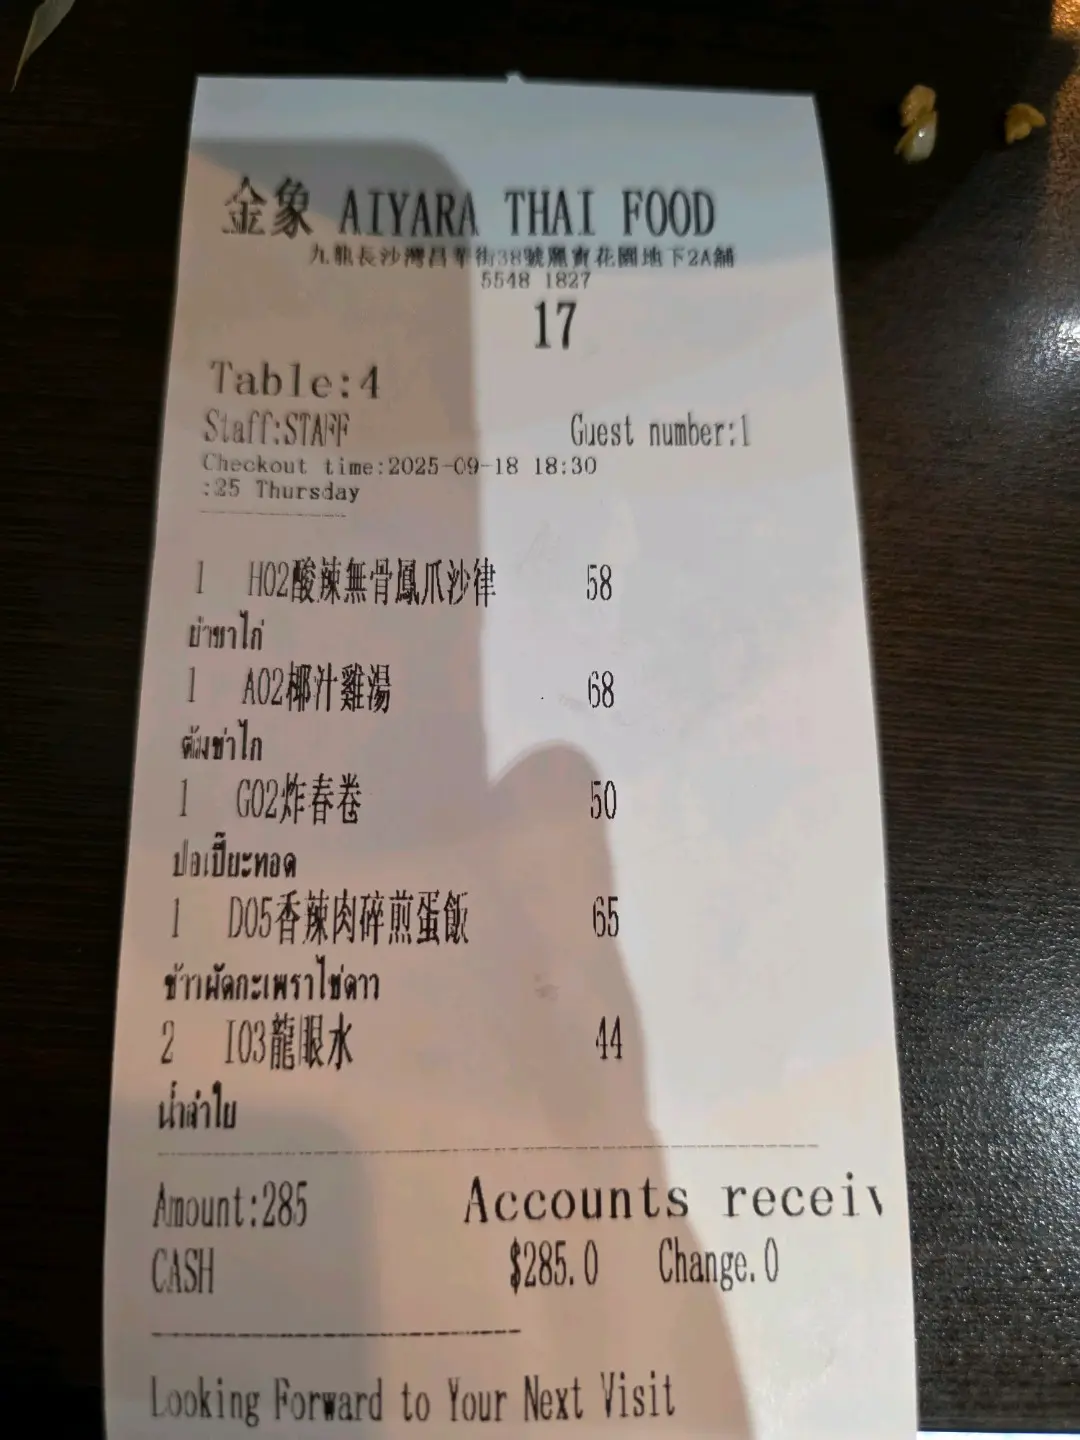 金象 AIYARA THAI FOOD
九龍長沙灣昌華街38號麗寶花園地下2A舖
5548 1827
17
Table:4
Staff:STAFF Guest number:1
Checkout time:2025-09-18 18:30
:25 Thursday
1 H02酸辣無骨鳳爪沙律 58
ยำขาไก่
1 A02椰汁雞湯 68
ต้มข่าไก่
1 G02炸春卷 50
ปอเปี๊ยะทอด
1 D05香辣肉碎煎蛋飯 65
ข้าวผัดกะเพราไข่ดาว
2 I03龍眼水 44
น้ำลำใย
Amount:285 Accounts receiv
CASH $285.0 Change.0
Looking Forward to Your Next Visit